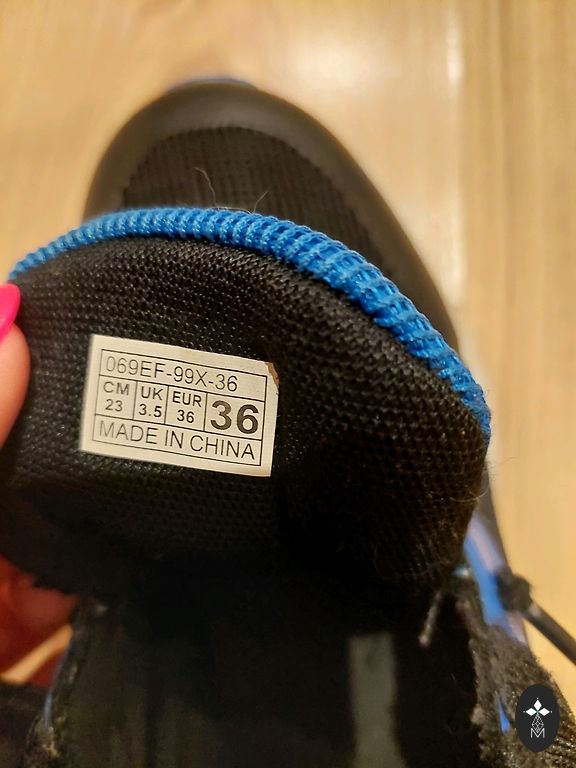 069EF-99X-36
CM UK EUR 36
23 3.5 36
MADE IN CHINA
M